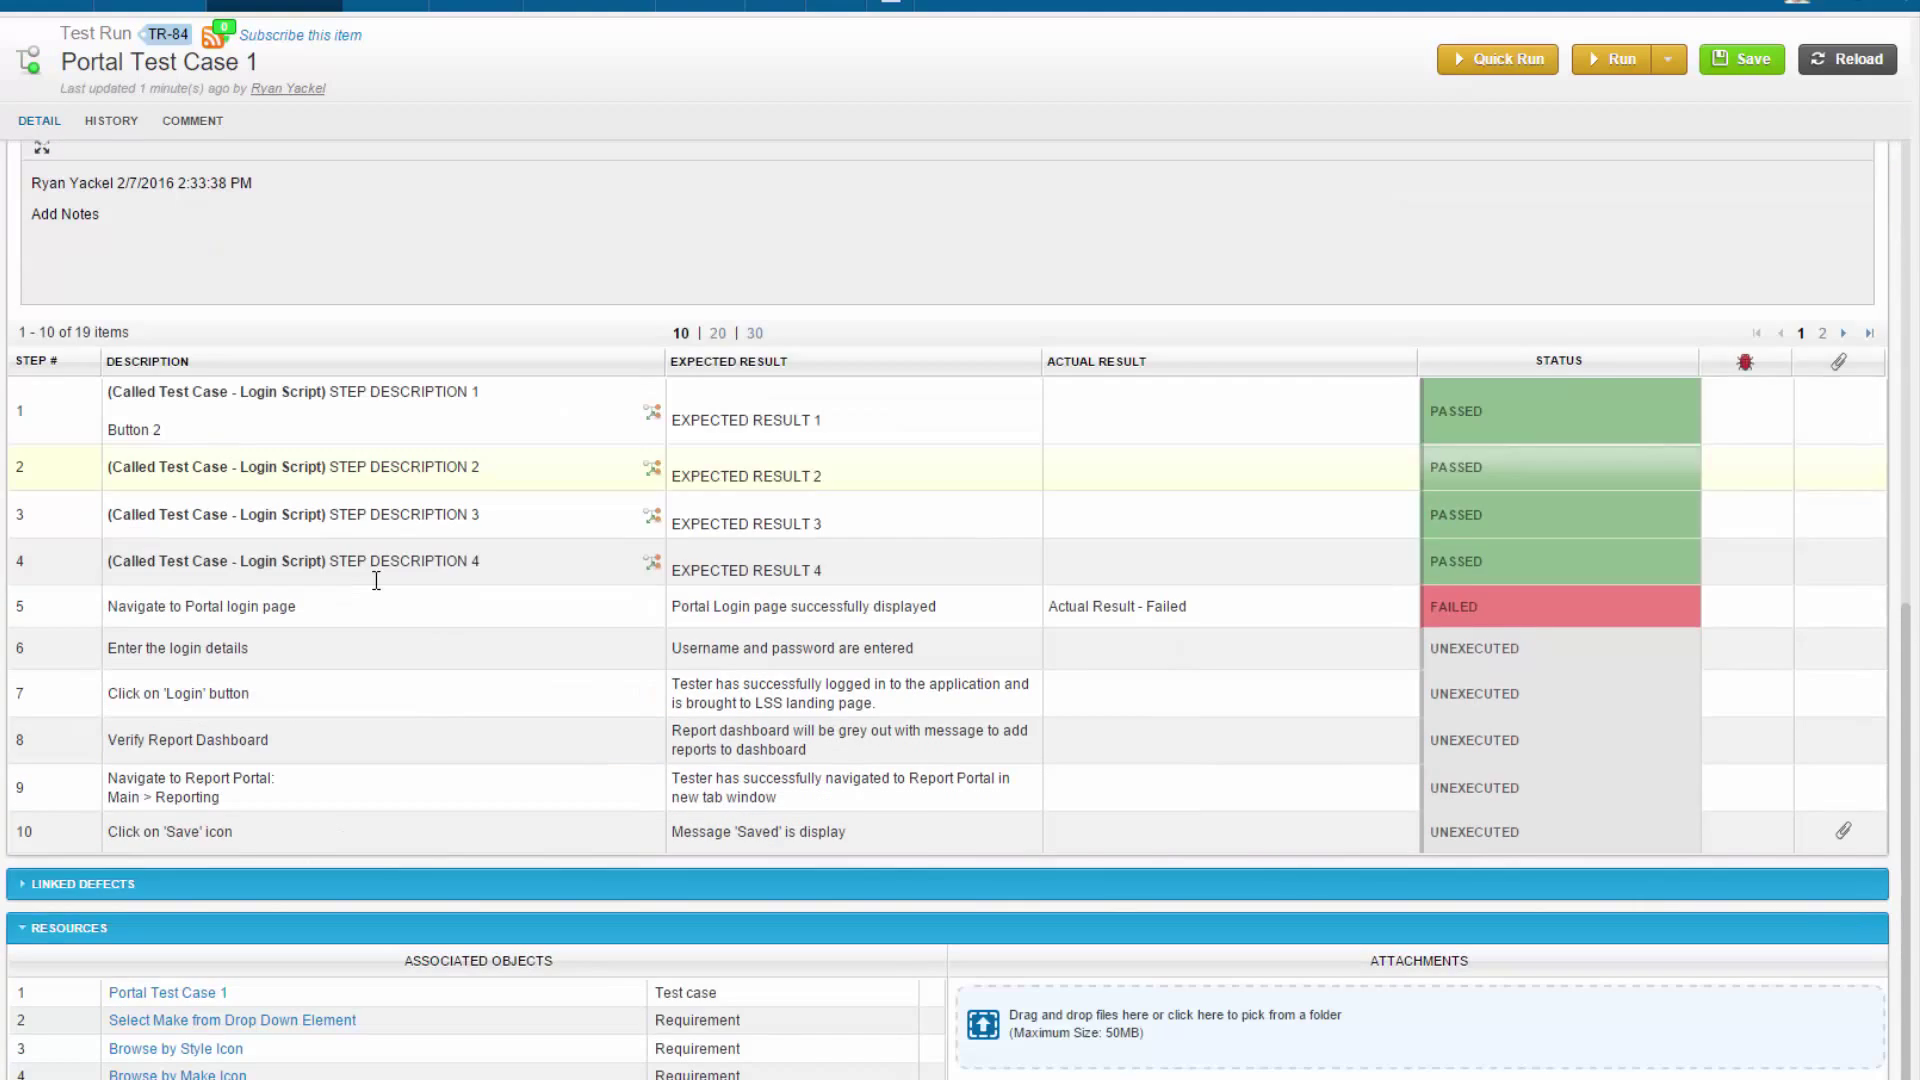 Test Run TR-84 0 Subscribe this item
Portal Test Case 1
Last updated 1 minute(s) ago by Ryan Yackel
Quick Run Run Save Reload
DETAIL HISTORY COMMENT
Ryan Yackel 2/7/2016 2:33:38 PM
Add Notes
1 - 10 of 19 items 10 | 20 | 30 1 2
STEP # DESCRIPTION EXPECTED RESULT ACTUAL RESULT STATUS
1 (Called Test Case - Login Script) STEP DESCRIPTION 1
Button 2 EXPECTED RESULT 1 PASSED
2 (Called Test Case - Login Script) STEP DESCRIPTION 2 EXPECTED RESULT 2 PASSED
3 (Called Test Case - Login Script) STEP DESCRIPTION 3 EXPECTED RESULT 3 PASSED
4 (Called Test Case - Login Script) STEP DESCRIPTION 4 EXPECTED RESULT 4 PASSED
5 Navigate to Portal login page Portal Login page successfully displayed Actual Result - Failed FAILED
6 Enter the login details Username and password are entered UNEXECUTED
7 Click on 'Login' button Tester has successfully logged in to the application and
is brought to LSS landing page. UNEXECUTED
8 Verify Report Dashboard Report dashboard will be grey out with message to add
reports to dashboard UNEXECUTED
9 Navigate to Report Portal: Tester has successfully navigated to Report Portal in
Main > Reporting new tab window UNEXECUTED
10 Click on 'Save' icon Message 'Saved' is display UNEXECUTED
LINKED DEFECTS
RESOURCES
ASSOCIATED OBJECTS ATTACHMENTS
1 Portal Test Case 1 Test case
2 Select Make from Drop Down Element Requirement
3 Browse by Style Icon Requirement
4 Browse by Make Icon Requirement
Drag and drop files here or click here to pick from a folder
(Maximum Size: 50MB)